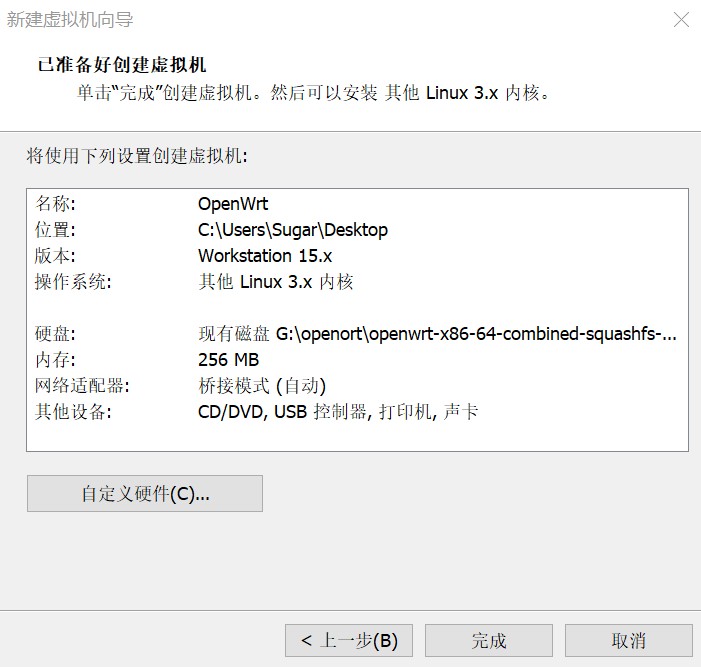 新建虚拟机向导
已准备好创建虚拟机
单击“完成”创建虚拟机。然后可以安装 其他 Linux 3.x 内核。
将使用下列设置创建虚拟机:
名称: OpenWrt
位置: C:\Users\Sugar\Desktop
版本: Workstation 15.x
操作系统: 其他 Linux 3.x 内核
硬盘: 现有磁盘 G:\openort\openwrt-x86-64-combined-squashfs-...
内存: 256 MB
网络适配器: 桥接模式 (自动)
其他设备: CD/DVD, USB 控制器, 打印机, 声卡
自定义硬件(C)...
< 上一步(B) 完成 取消